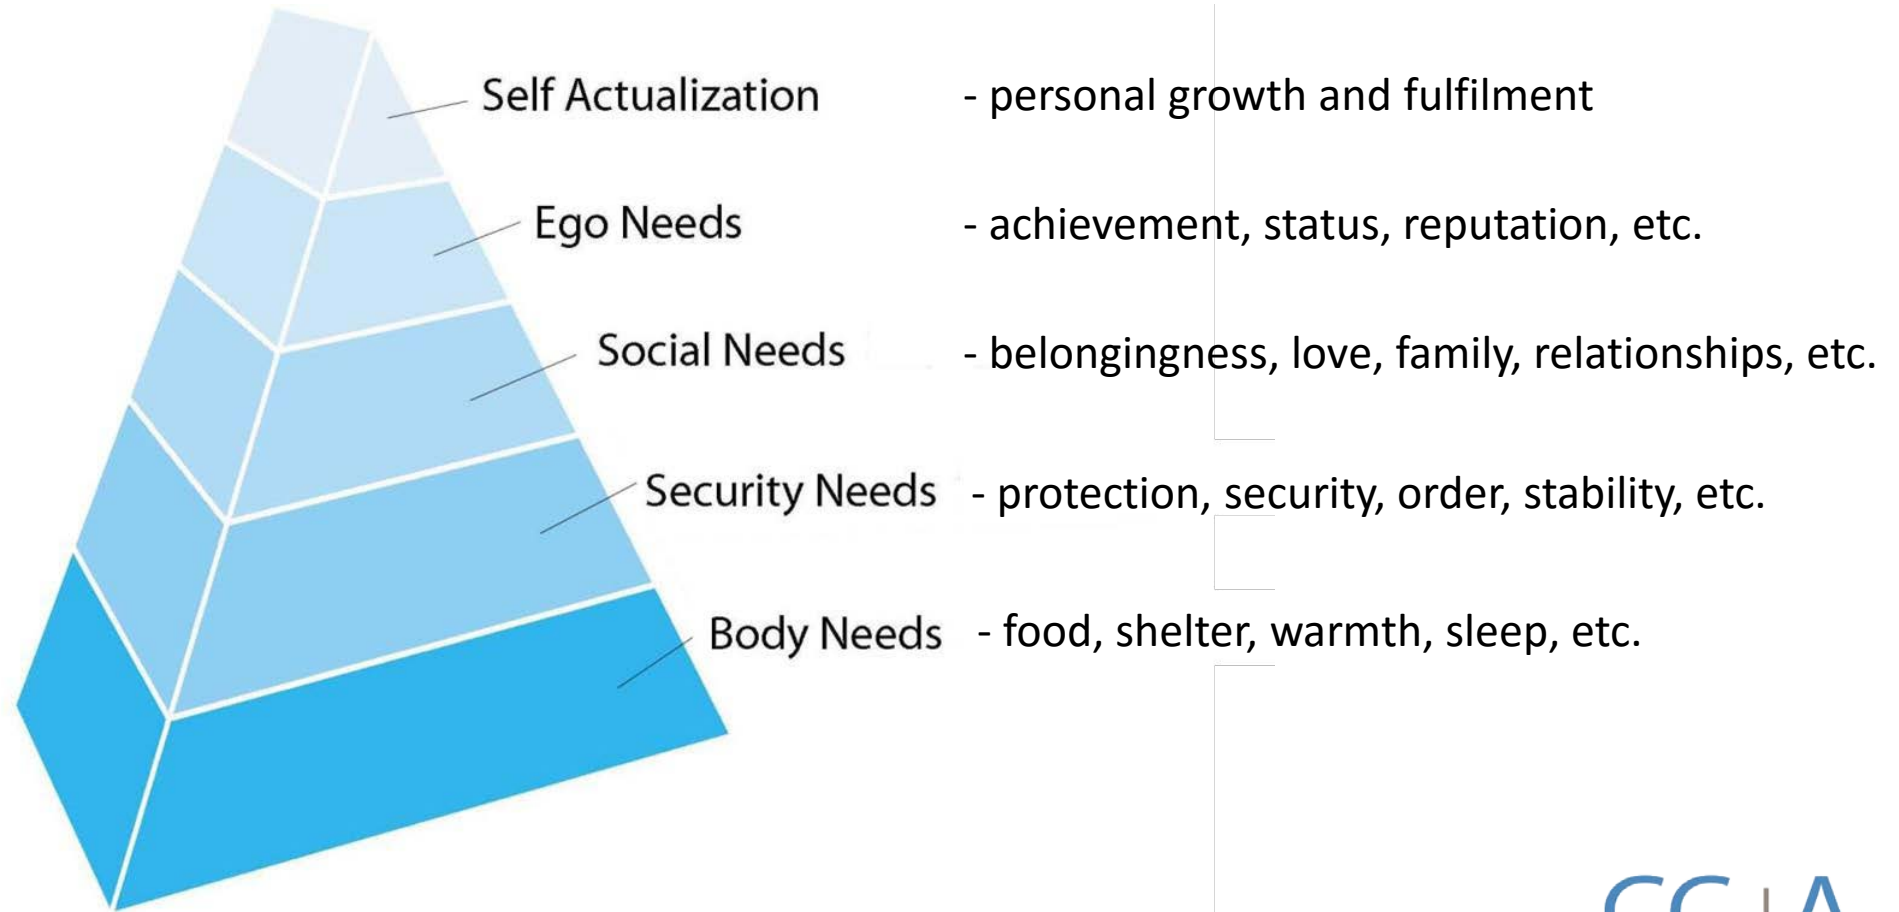 Self Actualization - personal growth and fulfilment
Ego Needs - achievement, status, reputation, etc.
Social Needs - belongingness, love, family, relationships, etc.
Security Needs - protection, security, order, stability, etc.
Body Needs - food, shelter, warmth, sleep, etc.